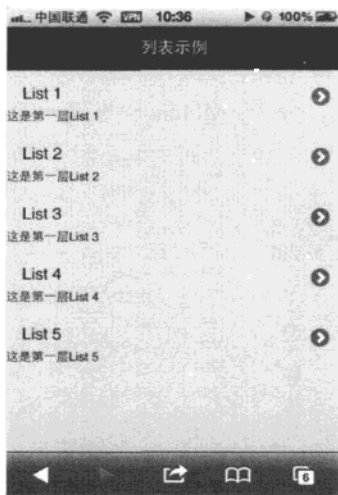 中国联通 VPN 10:36 100%
列表示例
List 1
这是第一层List 1
List 2
这是第一层List 2
List 3
这是第一层List 3
List 4
这是第一层List 4
List 5
这是第一层List 5
6